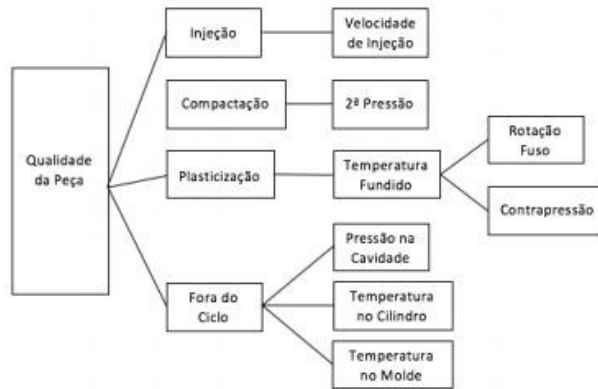 Injeção
Velocidade
de Injeção
Compactação
2ª Pressão
Qualidade
da Peça
Plasticização
Temperatura
Fundido
Rotação
Fuso
Contrapressão
Fora do
Ciclo
Pressão na
Cavidade
Temperatura
no Cilindro
Temperatura
no Molde